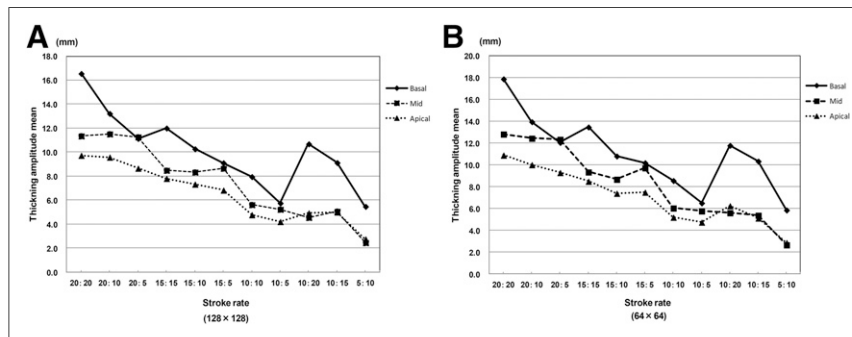 A
(mm)
Thickning amplitude mean
18.0
16.0
14.0
12.0
10.0
8.0
6.0
4.0
2.0
0.0
20:20 20:10 20:5 15:15 15:10 15:5 10:10 10:5 10:20 10:15 5:10
Stroke rate
(128×128)
Basal
Mid
Apical
B
(mm)
Thickning amplitude mean
20.0
18.0
16.0
14.0
12.0
10.0
8.0
6.0
4.0
2.0
0.0
20:20 20:10 20:5 15:15 15:10 15:5 10:10 10:5 10:20 10:15 5:10
Stroke rate
(64×64)
Basal
Mid
Apical